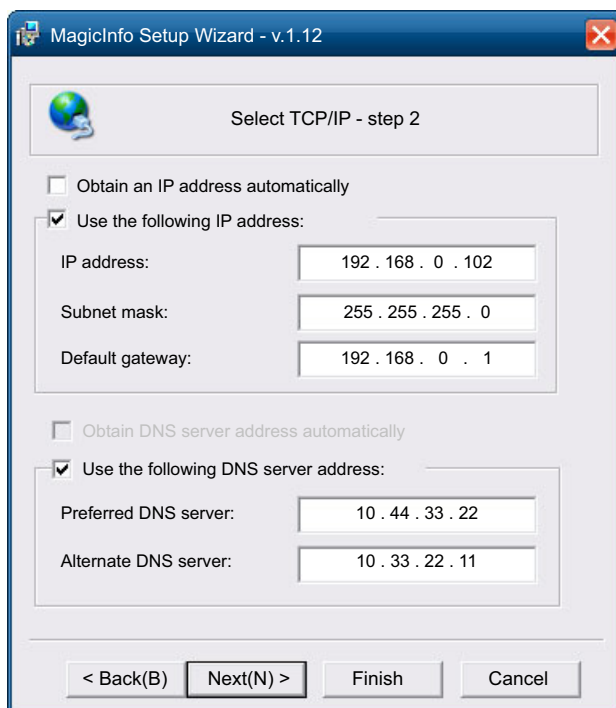 MagicInfo Setup Wizard - v.1.12
Select TCP/IP - step 2
Obtain an IP address automatically
Use the following IP address:
IP address: 192 . 168 . 0 . 102
Subnet mask: 255 . 255 . 255 . 0
Default gateway: 192 . 168 . 0 . 1
Obtain DNS server address automatically
Use the following DNS server address:
Preferred DNS server: 10 . 44 . 33 . 22
Alternate DNS server: 10 . 33 . 22 . 11
< Back(B) Next(N) > Finish Cancel